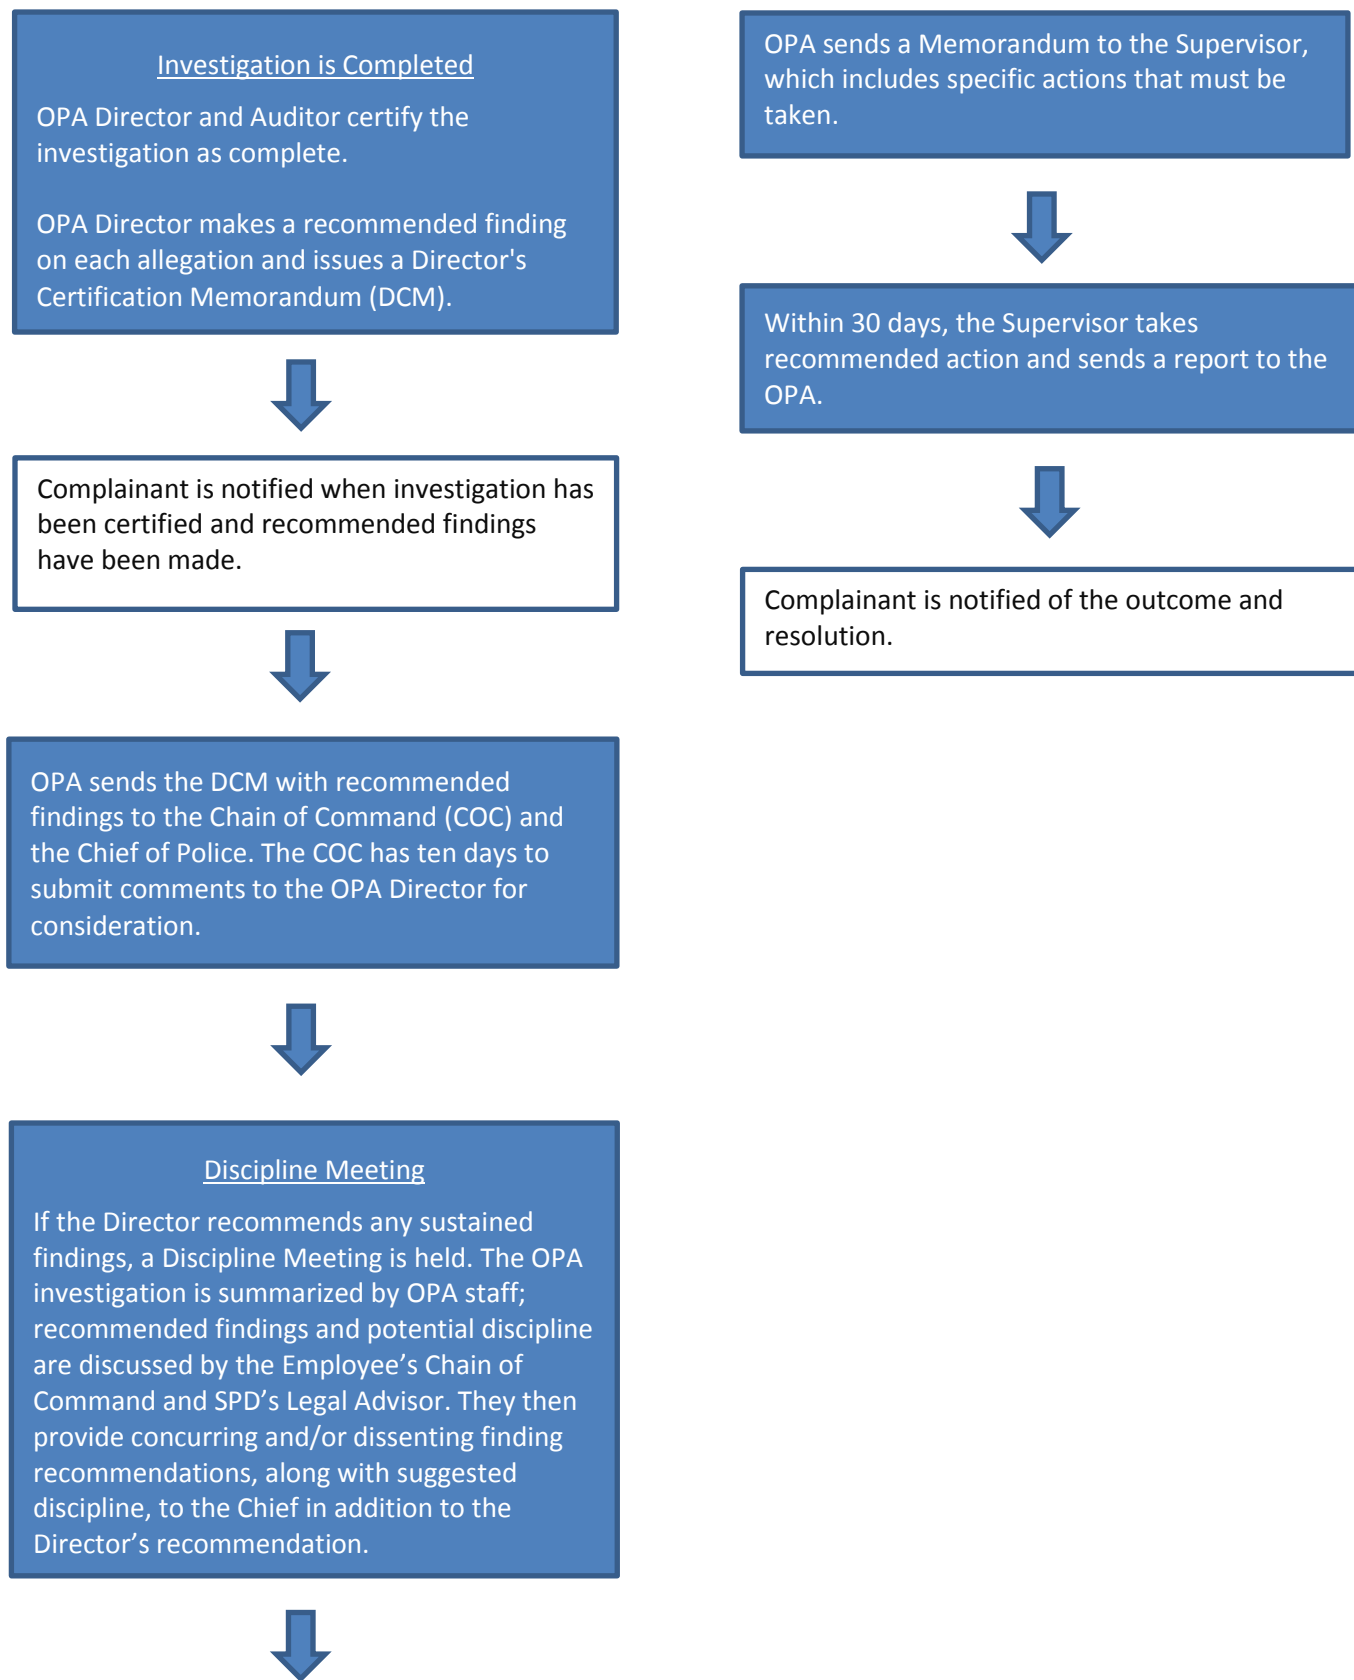 Investigation is Completed
OPA Director and Auditor certify the
investigation as complete.
OPA Director makes a recommended finding
on each allegation and issues a Director's
Certification Memorandum (DCM).
Complainant is notified when investigation has
been certified and recommended findings
have been made.
OPA sends the DCM with recommended
findings to the Chain of Command (COC) and
the Chief of Police. The COC has ten days to
submit comments to the OPA Director for
consideration.
Discipline Meeting
If the Director recommends any sustained
findings, a Discipline Meeting is held. The OPA
investigation is summarized by OPA staff;
recommended findings and potential discipline
are discussed by the Employee’s Chain of
Command and SPD’s Legal Advisor. They then
provide concurring and/or dissenting finding
recommendations, along with suggested
discipline, to the Chief in addition to the
Director’s recommendation.
OPA sends a Memorandum to the Supervisor,
which includes specific actions that must be
taken.
Within 30 days, the Supervisor takes
recommended action and sends a report to the
OPA.
Complainant is notified of the outcome and
resolution.